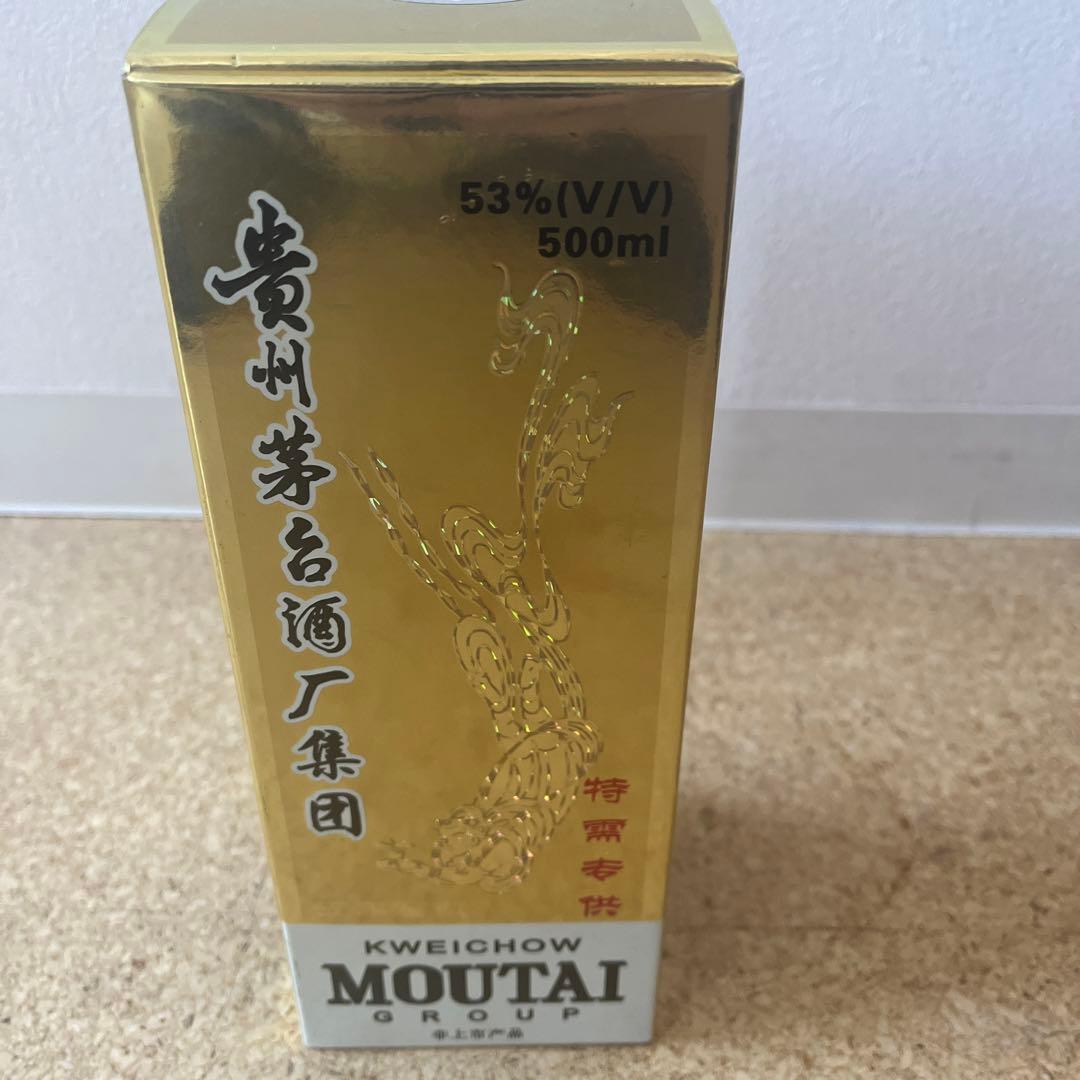 53%(V/V)
500ml
贵州茅台酒厂集团
特需专供
KWEICHOW
MOUTAI
GROUP
非上市产品